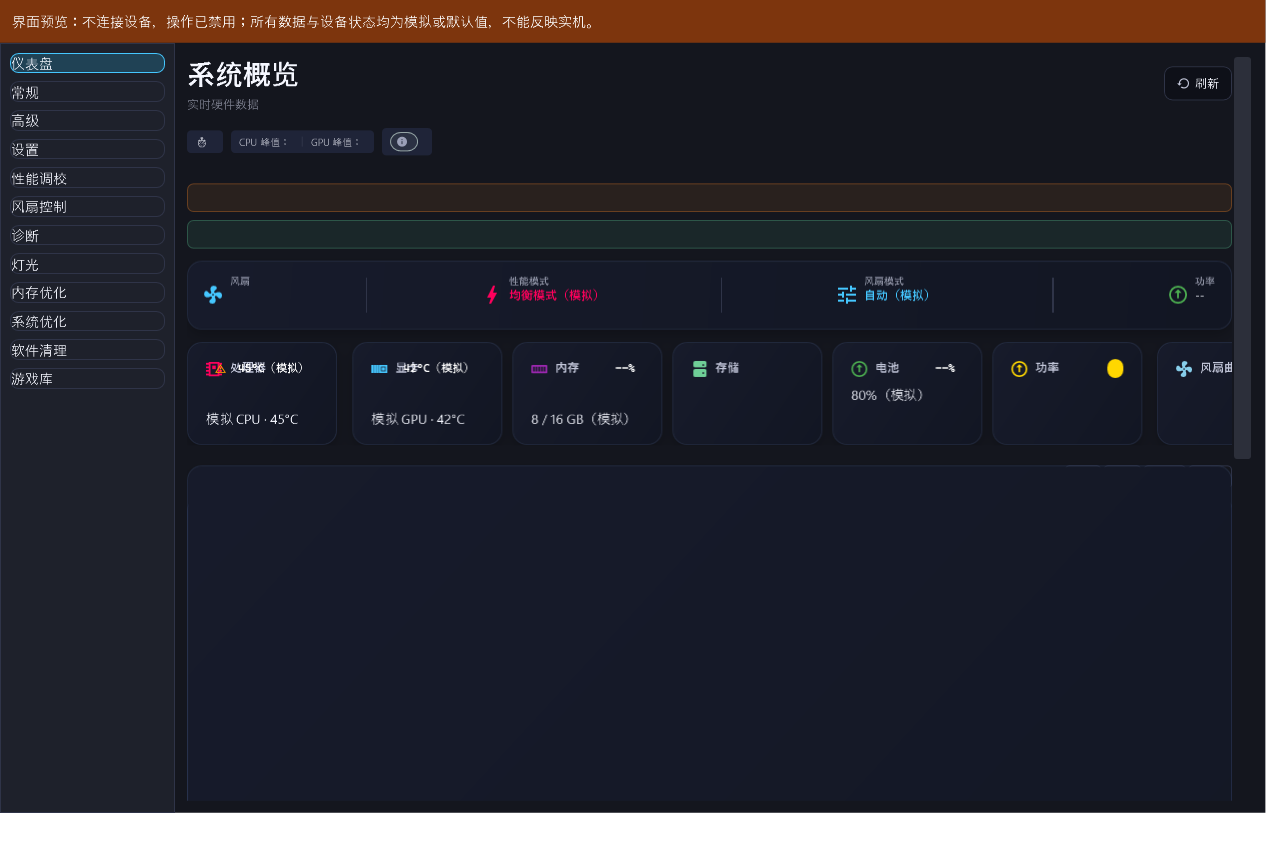 界面预览：不连接设备，操作已禁用；所有数据与设备状态均为模拟或默认值，不能反映实机。
仪表盘
常规
高级
设置
性能调校
风扇控制
诊断
灯光
内存优化
系统优化
软件清理
游戏库
系统概览
实时硬件数据
刷新
CPU 峰值：
GPU 峰值：
风扇
性能模式
均衡模式（模拟）
风扇模式
自动（模拟）
功率
--
处理器（模拟）
模拟 CPU · 45°C
°C（模拟）
模拟 GPU · 42°C
内存 --%
8 / 16 GB（模拟）
存储
电池 --%
80%（模拟）
功率
风扇曲